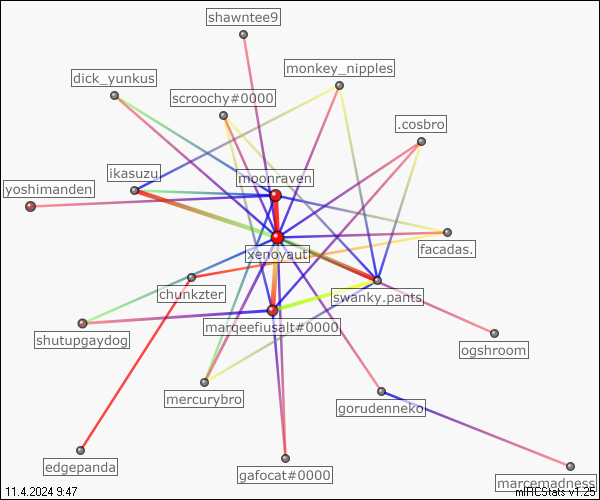 shawntee9
monkey_nipples
dick_yunkus
scroochy#0000
.cosbro
ikasuzu
moonraven
yoshimanden
facadas.
xenoyauti
chunkzter
swanky.pants
marqeefiusalt#0000
shutupgaydog
ogshroom
mercurybro
gorudenneko
edgepanda
gafocat#0000
marcemadness
11.4.2024 9:47
mIRCStats v1.25